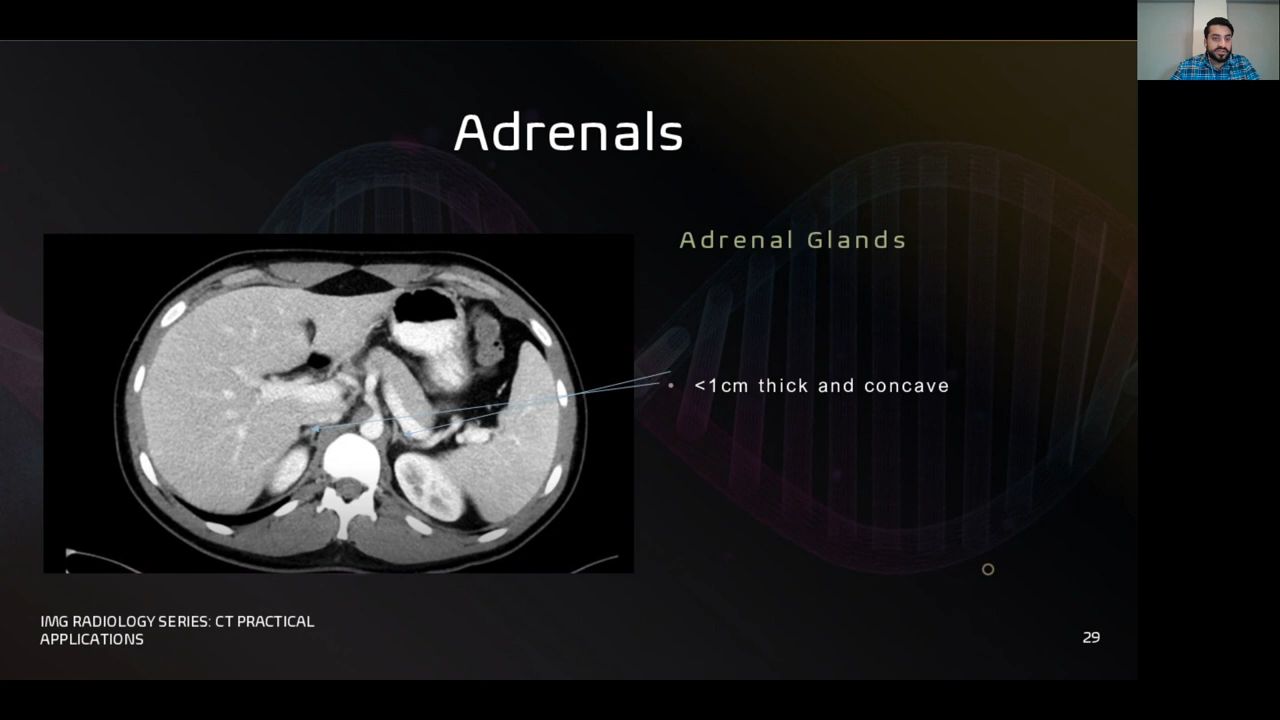 Adrenals
Adrenal Glands
• <1cm thick and concave
IMG RADIOLOGY SERIES: CT PRACTICAL
APPLICATIONS
29